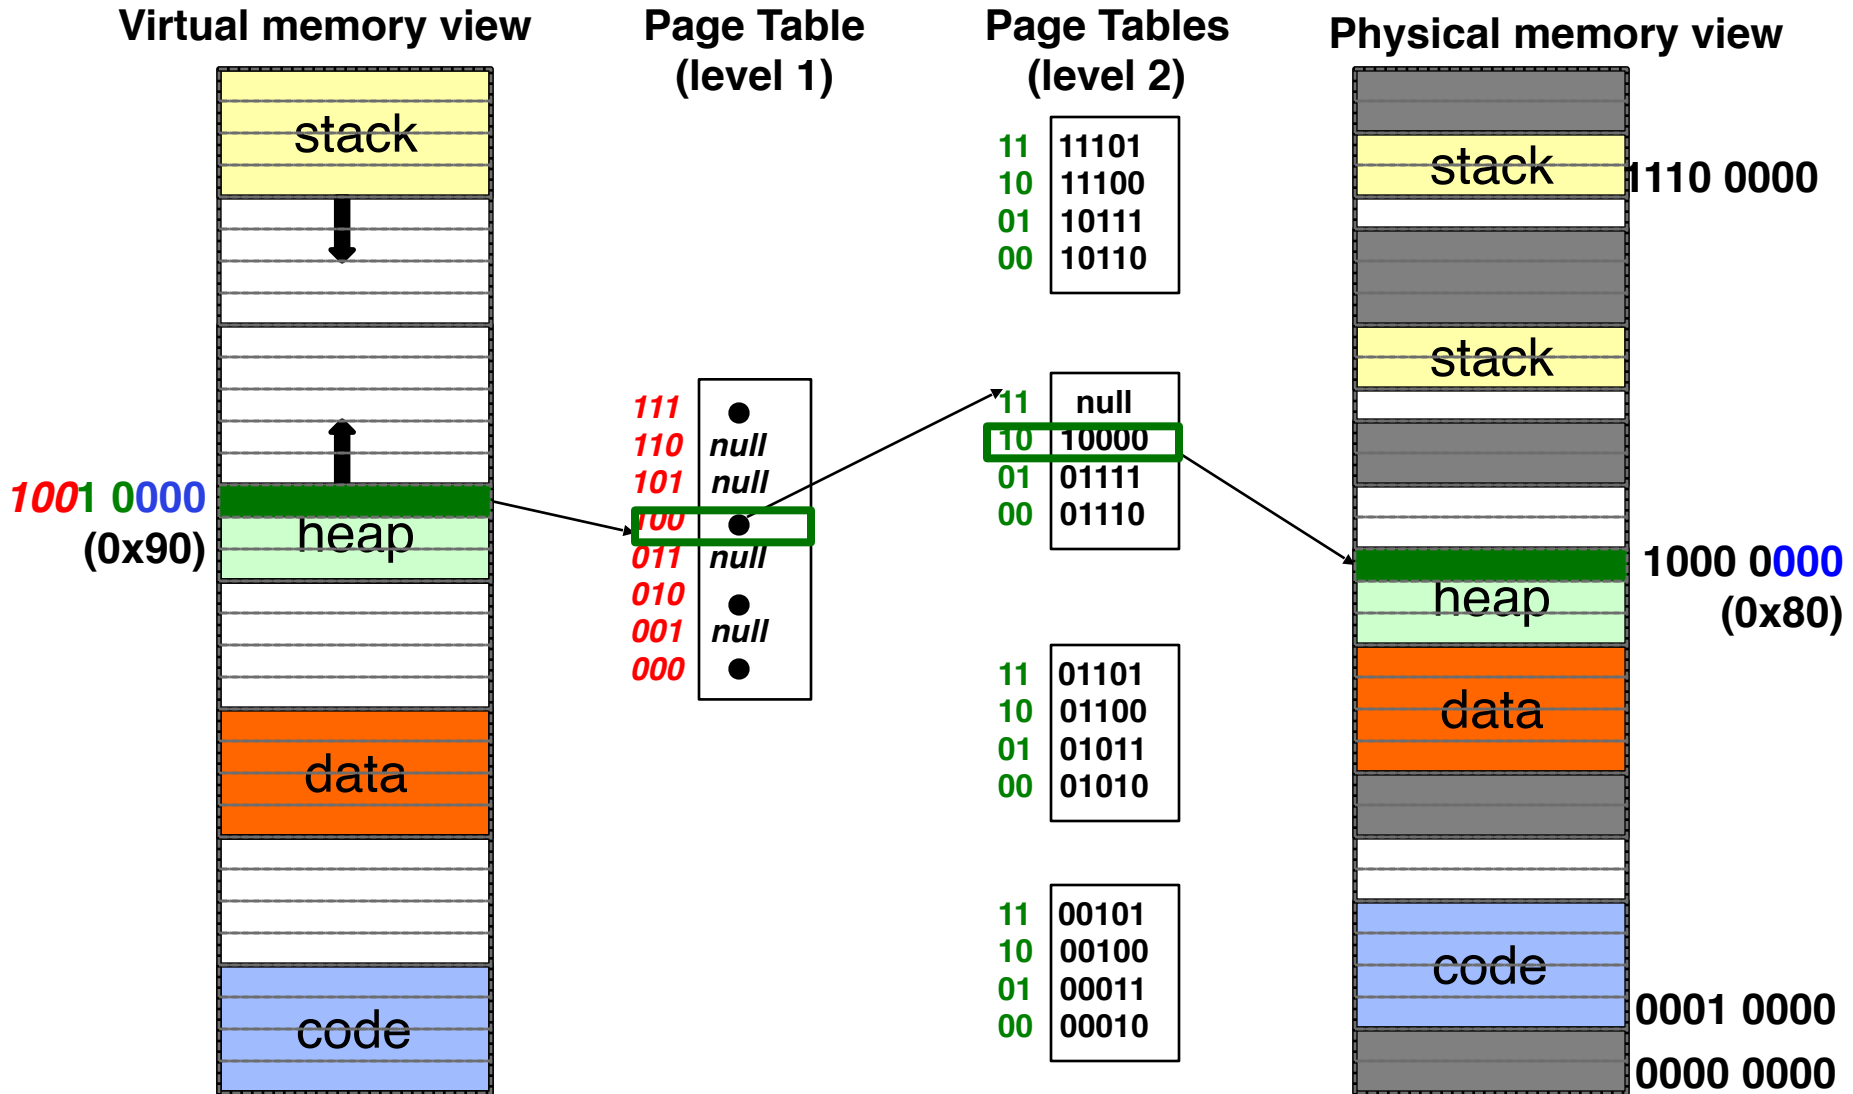 Virtual memory view
stack
1001 0000
(0x90)
heap
data
code
Page Table
(level 1)
111
110 null
101 null
100
011 null
010
001 null
000
Page Tables
(level 2)
11 11101
10 11100
01 10111
00 10110
11 null
10 10000
01 01111
00 01110
11 01101
10 01100
01 01011
00 01010
11 00101
10 00100
01 00011
00 00010
Physical memory view
stack
1110 0000
stack
1000 0000
heap
(0x80)
data
code
0001 0000
0000 0000